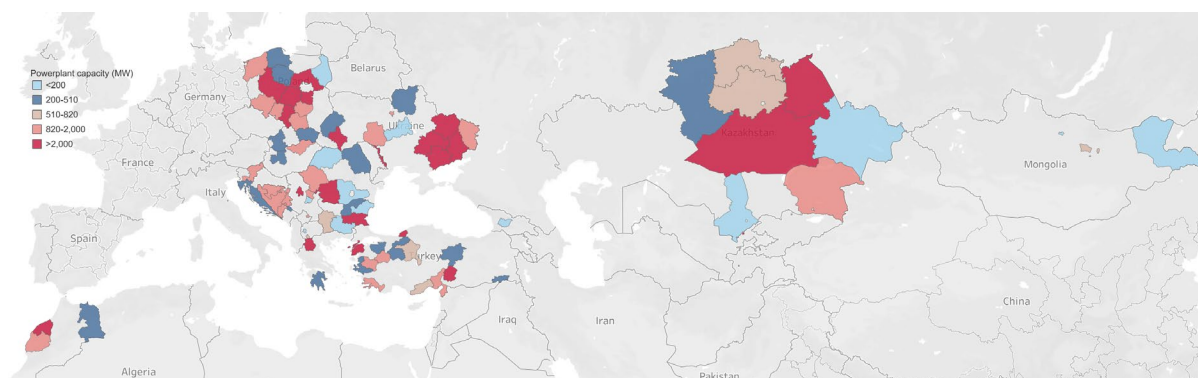 Powerplant capacity (MW)
<200
200-510
510-820
820-2,000
>2,000
Belarus
Germany
Ukraine
France
Kazakhstan
Mongolia
Italy
Spain
Turkey
China
Iraq
Iran
Algeria
Pakistan